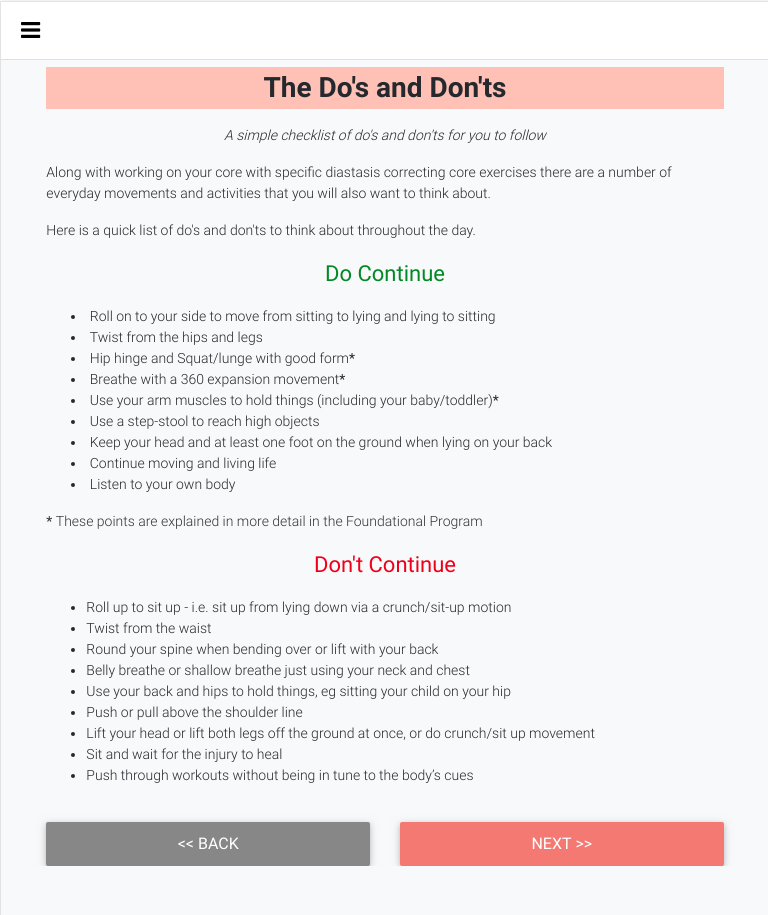 The Do's and Don'ts
A simple checklist of do's and don'ts for you to follow
Along with working on your core with specific diastasis correcting core exercises there are a number of
everyday movements and activities that you will also want to think about.
Here is a quick list of do's and don'ts to think about throughout the day.
Do Continue
• Roll on to your side to move from sitting to lying and lying to sitting
• Twist from the hips and legs
• Hip hinge and Squat/lunge with good form*
• Breathe with a 360 expansion movement*
• Use your arm muscles to hold things (including your baby/toddler)*
• Use a step-stool to reach high objects
• Keep your head and at least one foot on the ground when lying on your back
• Continue moving and living life
• Listen to your own body
* These points are explained in more detail in the Foundational Program
Don't Continue
• Roll up to sit up - i.e. sit up from lying down via a crunch/sit-up motion
• Twist from the waist
• Round your spine when bending over or lift with your back
• Belly breathe or shallow breathe just using your neck and chest
• Use your back and hips to hold things, eg sitting your child on your hip
• Push or pull above the shoulder line
• Lift your head or lift both legs off the ground at once, or do crunch/sit up movement
• Sit and wait for the injury to heal
• Push through workouts without being in tune to the body’s cues
<< BACK
NEXT >>